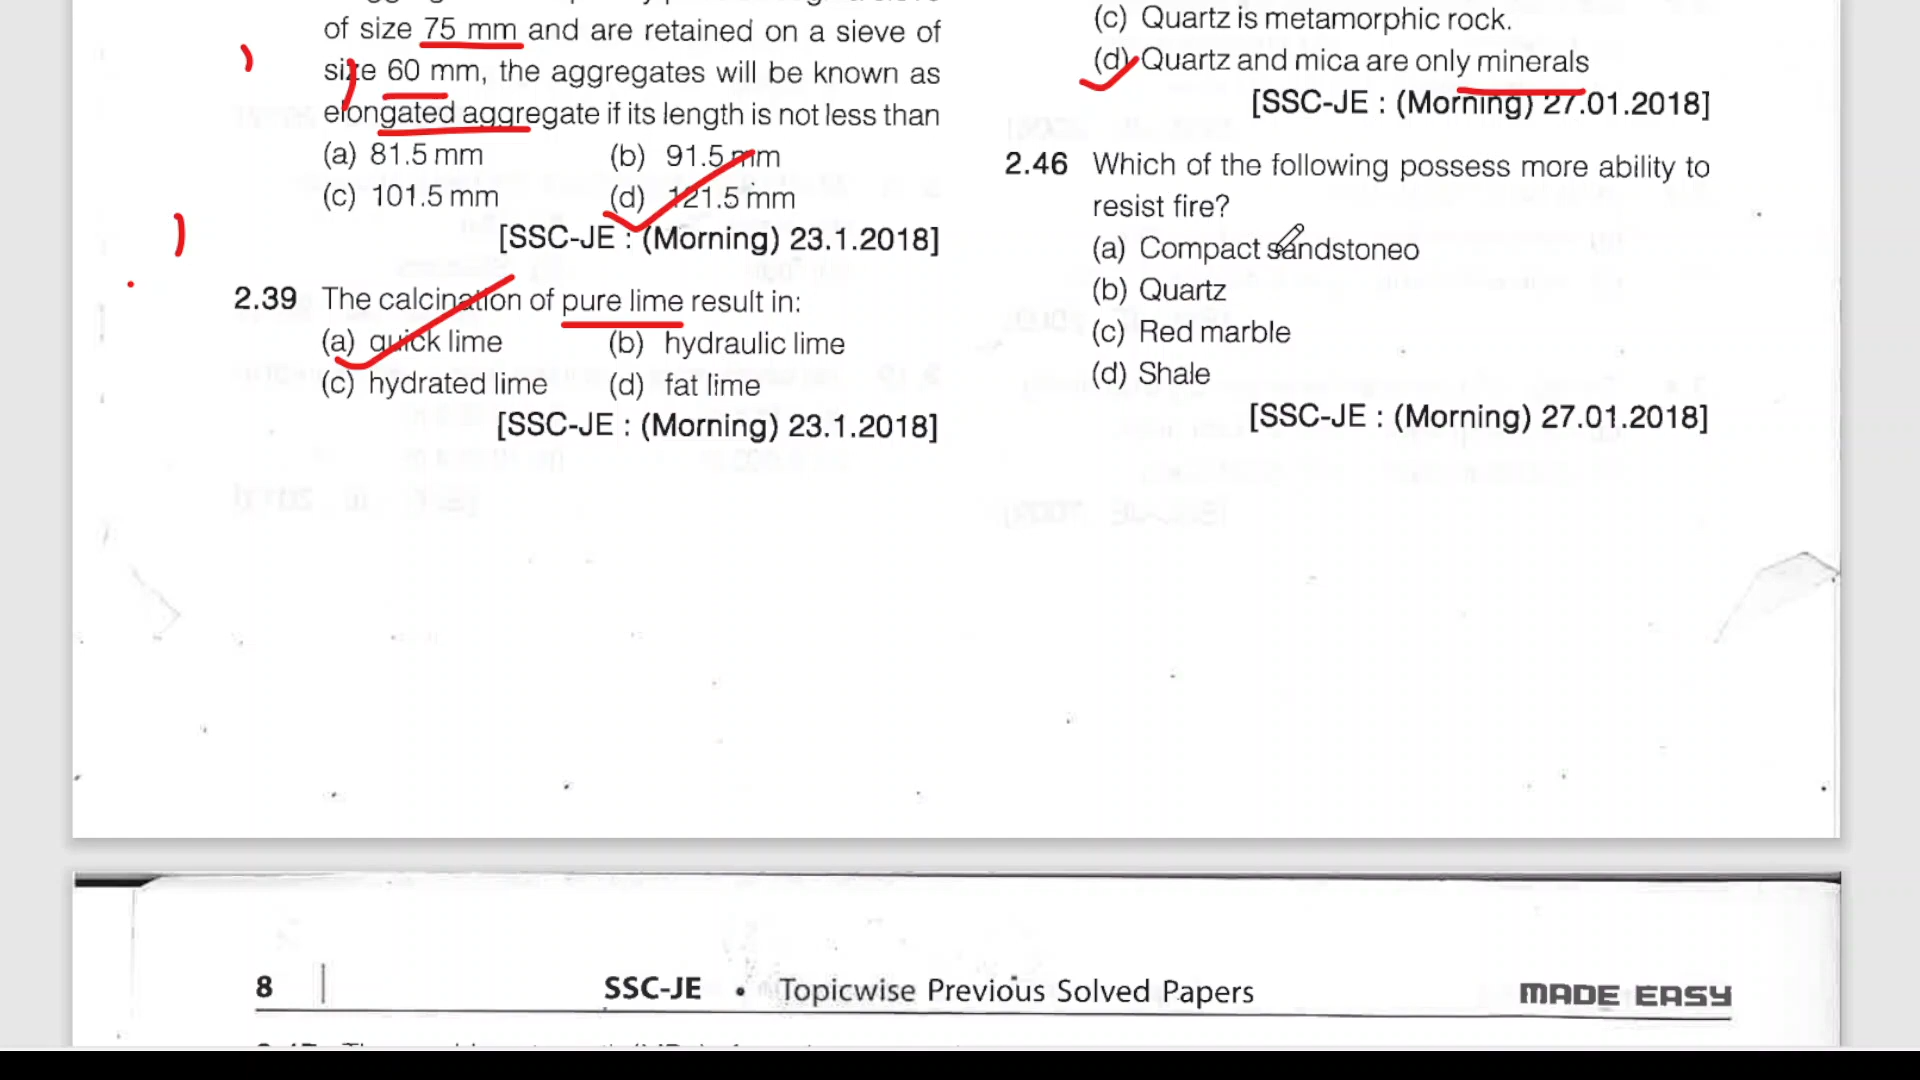 of size 75 mm and are retained on a sieve of
size 60 mm, the aggregates will be known as
elongated aggregate if its length is not less than
(a) 81.5 mm (b) 91.5 mm
(c) 101.5 mm (d) 121.5 mm
[SSC-JE : (Morning) 23.1.2018]
2.39 The calcination of pure lime result in:
(a) quick lime (b) hydraulic lime
(c) hydrated lime (d) fat lime
[SSC-JE : (Morning) 23.1.2018]
(c) Quartz is metamorphic rock.
(d) Quartz and mica are only minerals
[SSC-JE : (Morning) 27.01.2018]
2.46 Which of the following possess more ability to
resist fire?
(a) Compact sandstoneo
(b) Quartz
(c) Red marble
(d) Shale
[SSC-JE : (Morning) 27.01.2018]
8 SSC-JE • Topicwise Previous Solved Papers MADE EASY